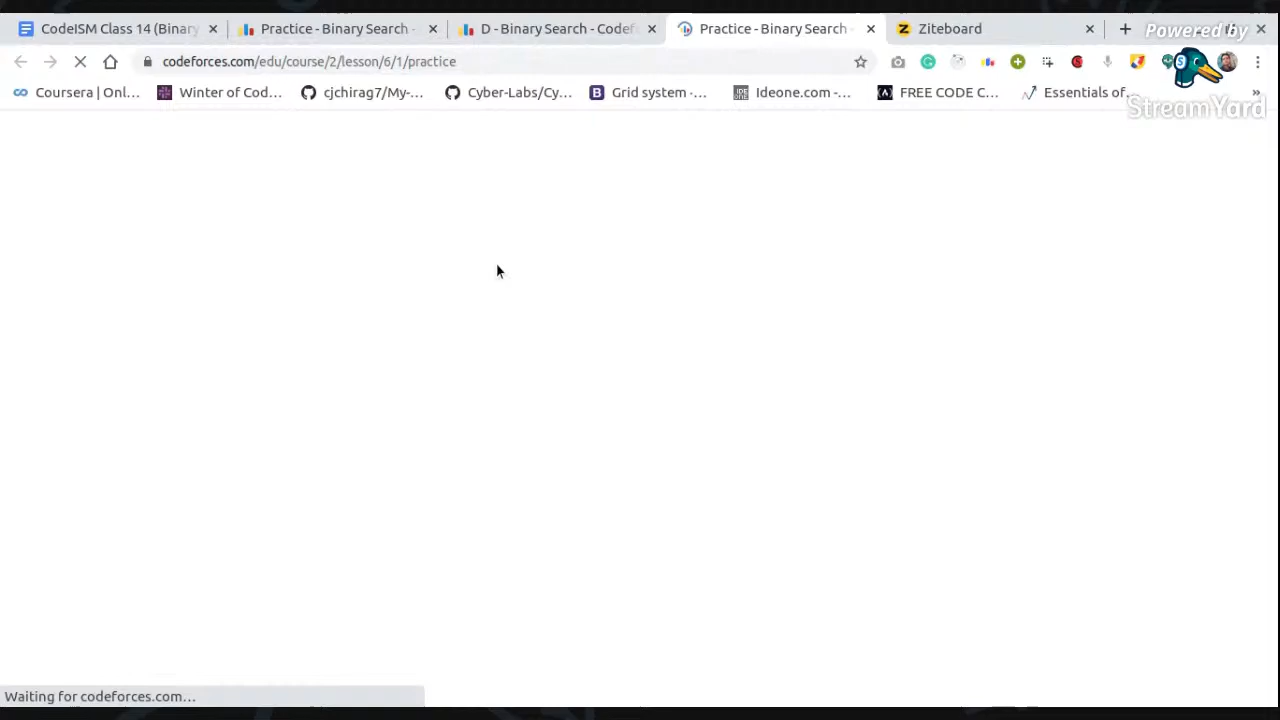 CodeISM Class 14 (Binary
Practice - Binary Search -
D - Binary Search - Codef
Practice - Binary Search -
Ziteboard
Powered by
codeforces.com/edu/course/2/lesson/6/1/practice
Coursera | Onl...
Winter of Cod...
cjchirag7/My-...
Cyber-Labs/Cy...
Grid system ·...
Ideone.com -...
FREE CODE C...
Essentials of...
»
StreamYard
Waiting for codeforces.com...